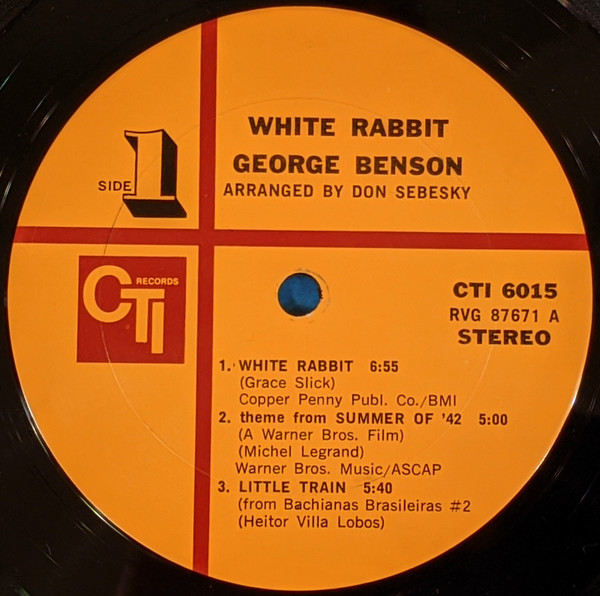 WHITE RABBIT
GEORGE BENSON
ARRANGED BY DON SEBESKY
SIDE 1
CTI RECORDS
CTI 6015
RVG 87671 A
STEREO
1. WHITE RABBIT 6:55
(Grace Slick)
Copper Penny Publ. Co./BMI
2. theme from SUMMER OF '42 5:00
(A Warner Bros. Film)
(Michel Legrand)
Warner Bros. Music/ASCAP
3. LITTLE TRAIN 5:40
(from Bachianas Brasileiras #2
(Heitor Villa Lobos)